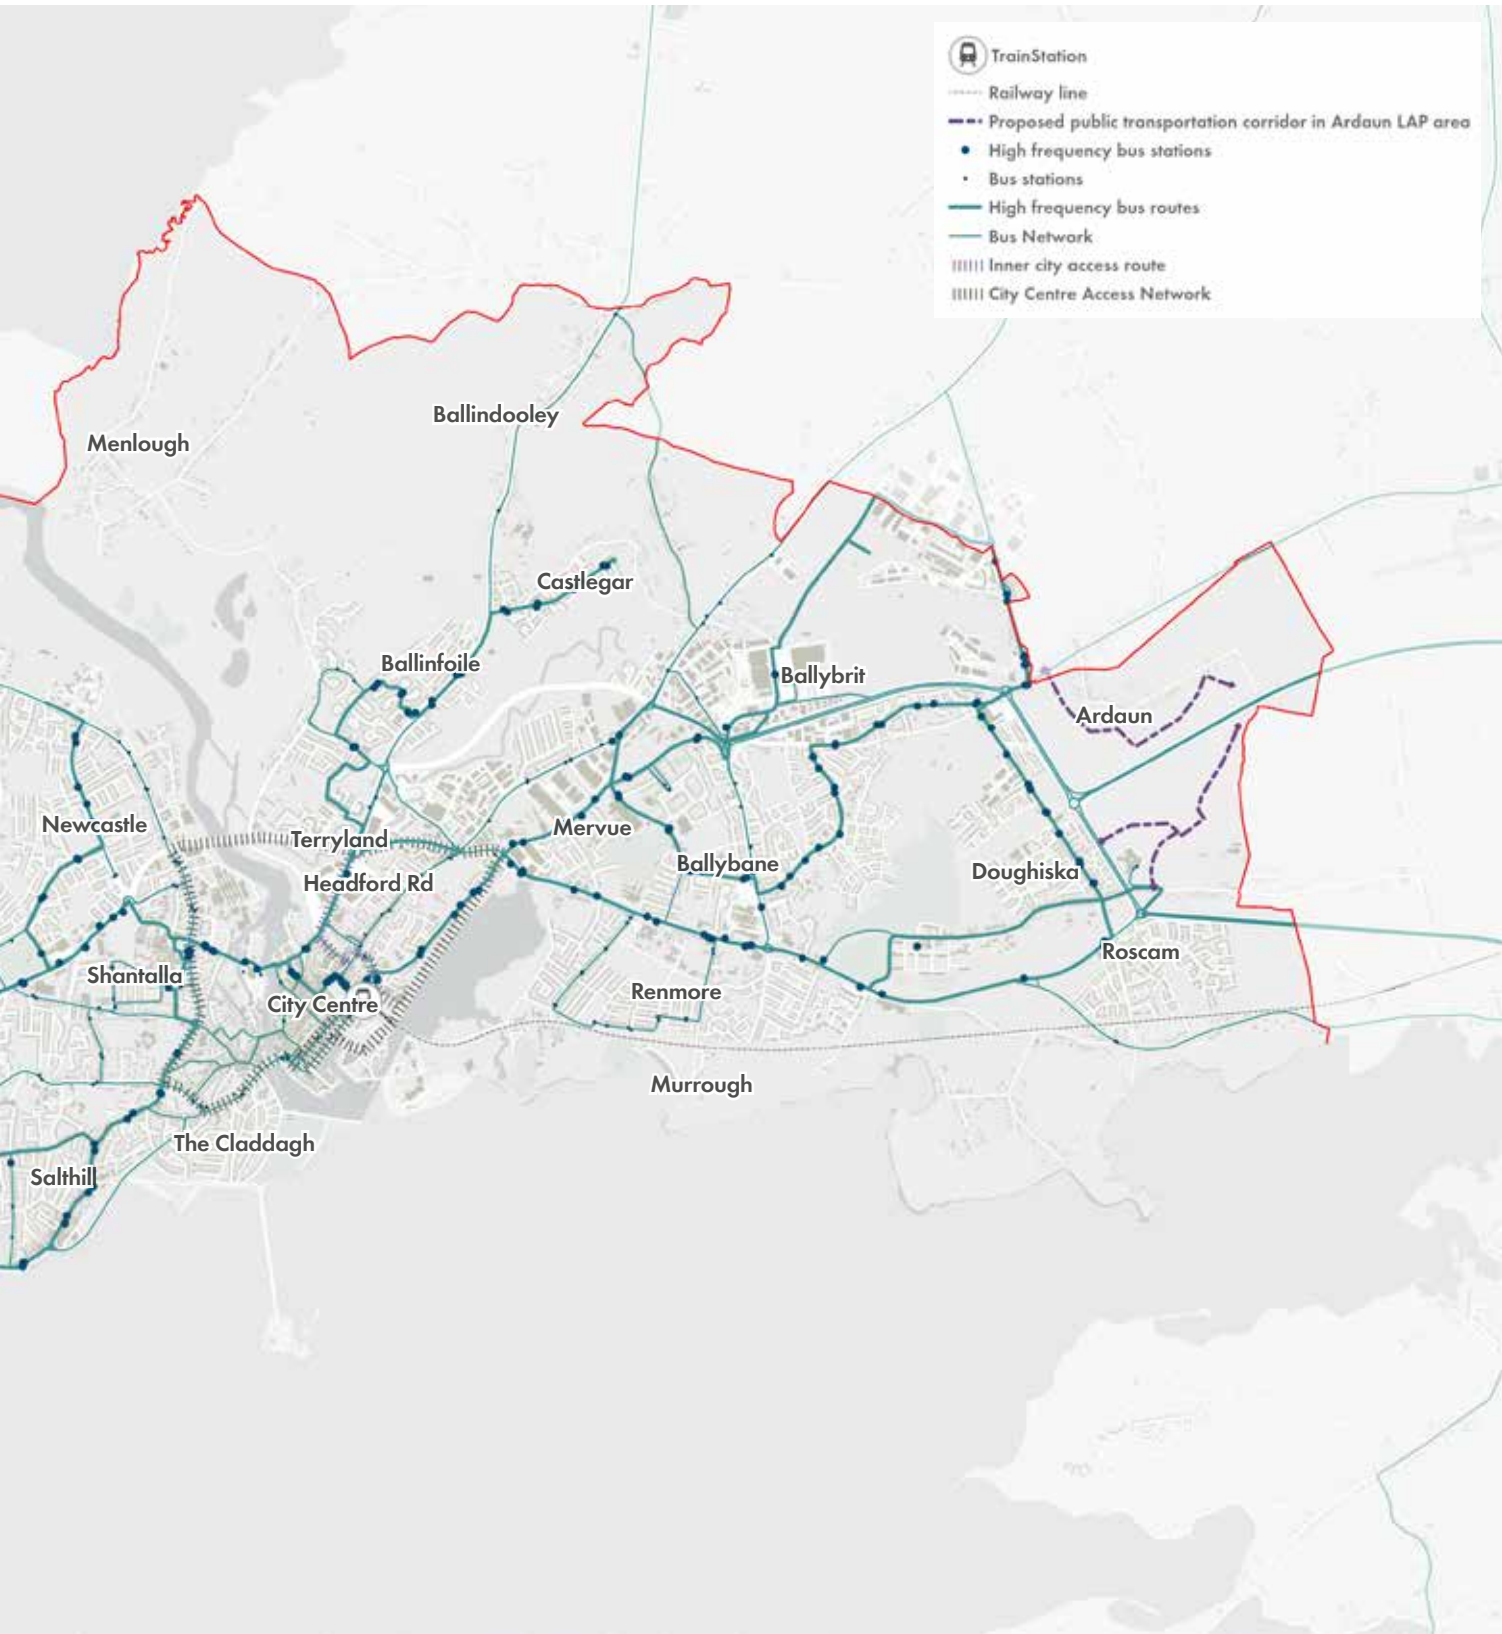 TrainStation
Railway line
Proposed public transportation corridor in Ardaun LAP area
High frequency bus stations
Bus stations
High frequency bus routes
Bus Network
Inner city access route
City Centre Access Network
Ballindooley
Menlough
Castlegar
Ballinfoile
Ballybrit
Ardaun
Newcastle
Terryland
Mervue
Headford Rd
Ballybane
Doughiska
Shantalla
City Centre
Renmore
Roscam
Murrough
The Claddagh
Salthill